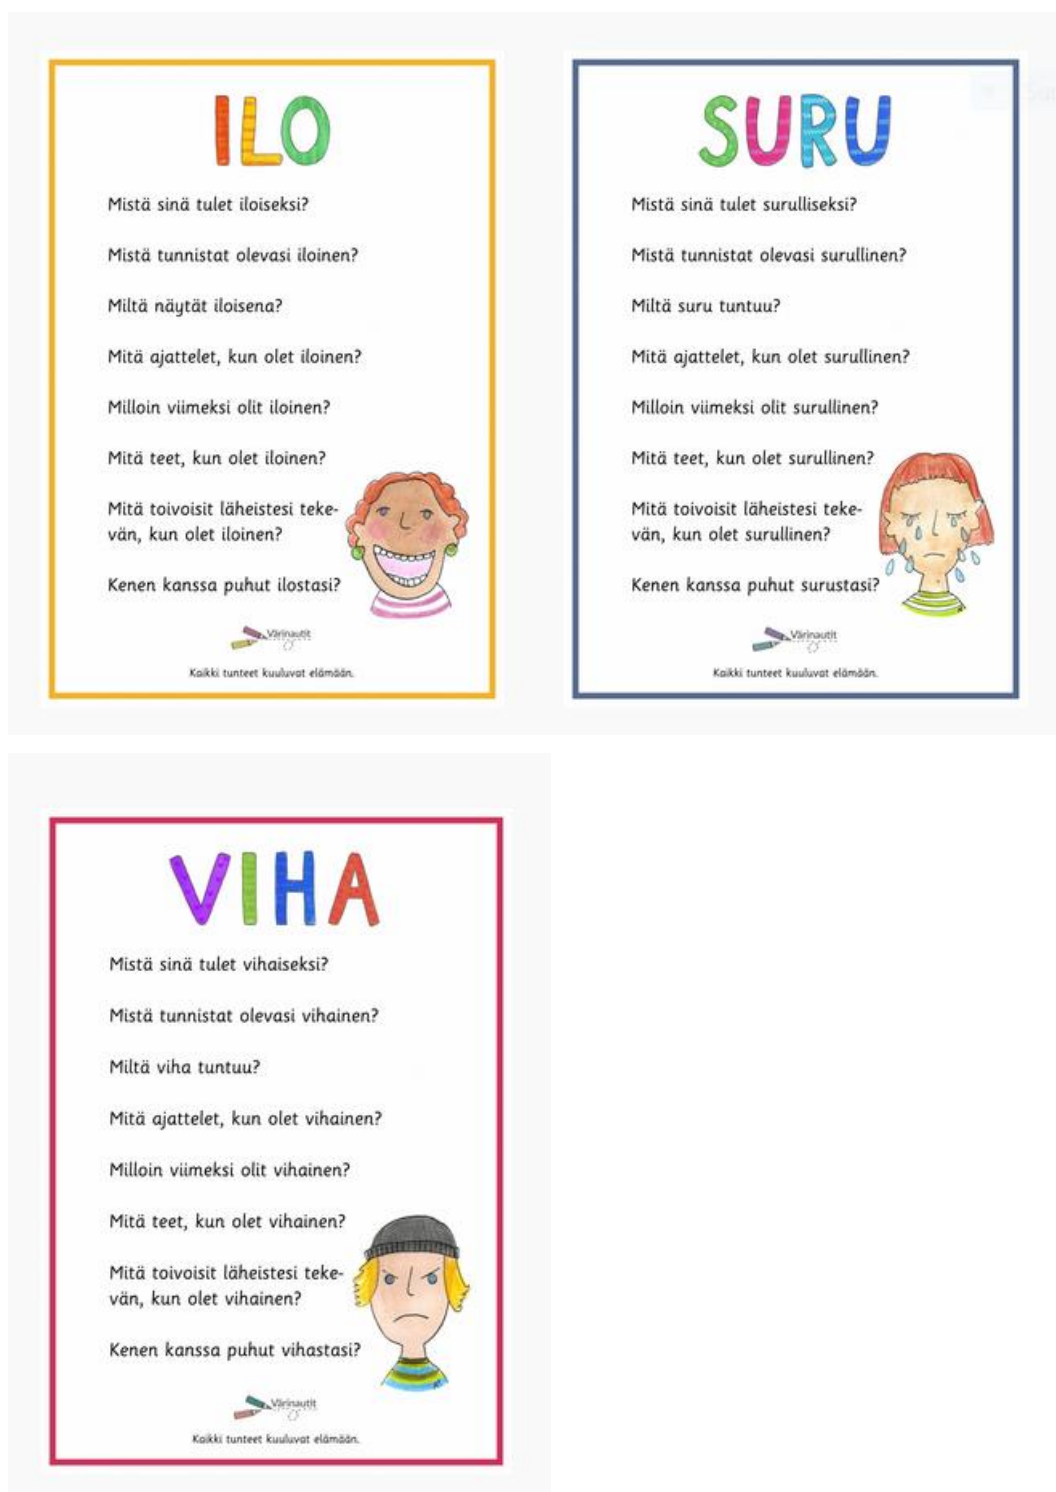 ILO
Mistä sinä tulet iloiseksi?
Mistä tunnistat olevasi iloinen?
Miltä näytät iloisena?
Mitä ajattelet, kun olet iloinen?
Milloin viimeksi olit iloinen?
Mitä teet, kun olet iloinen?
Mitä toivoisit läheistesi teke-
vän, kun olet iloinen?
Kenen kanssa puhut ilostasi?
Värinautit
Kaikki tunteet kuuluvat elämään.
SURU
Mistä sinä tulet surulliseksi?
Mistä tunnistat olevasi surullinen?
Miltä suru tuntuu?
Mitä ajattelet, kun olet surullinen?
Milloin viimeksi olit surullinen?
Mitä teet, kun olet surullinen?
Mitä toivoisit läheistesi teke-
vän, kun olet surullinen?
Kenen kanssa puhut surustasi?
Värinautit
Kaikki tunteet kuuluvat elämään.
VIHA
Mistä sinä tulet vihaiseksi?
Mistä tunnistat olevasi vihainen?
Miltä viha tuntuu?
Mitä ajattelet, kun olet vihainen?
Milloin viimeksi olit vihainen?
Mitä teet, kun olet vihainen?
Mitä toivoisit läheistesi teke-
vän, kun olet vihainen?
Kenen kanssa puhut vihastasi?
Värinautit
Kaikki tunteet kuuluvat elämään.